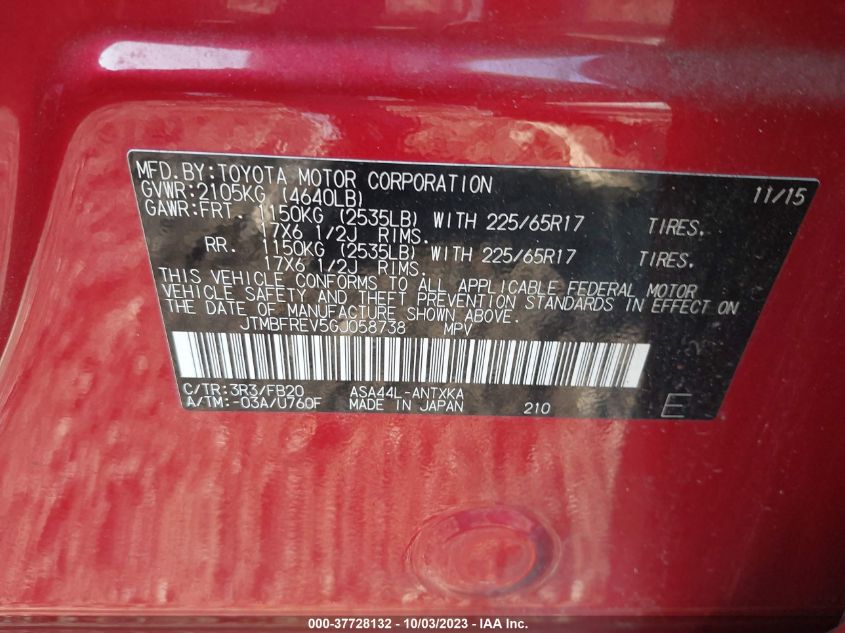 MFD.BY:TOYOTA MOTOR CORPORATION 11/15
GVWR:2105KG (4640LB)
GAWR:FRT. 1150KG (2535LB) WITH 225/65R17 TIRES.
17X6 1/2J RIMS.
RR. 1150KG (2535LB) WITH 225/65R17 TIRES.
17X6 1/2J RIMS.
THIS VEHICLE CONFORMS TO ALL APPLICABLE FEDERAL MOTOR
VEHICLE SAFETY AND THEFT PREVENTION STANDARDS IN EFFECT ON
THE DATE OF MANUFACTURE SHOWN ABOVE.
JTMBFREV5GJ058738 MPV
C/TR:3R3/FB20 ASA44L-ANTXKA
A/TM:-03A/U760F MADE IN JAPAN 210 E
000-37728132 - 10/03/2023 - IAA Inc.